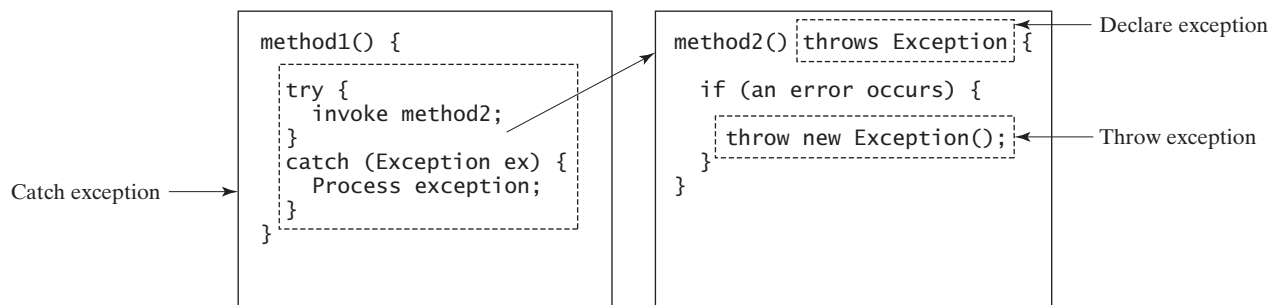 method1() {
try {
invoke method2;
}
catch (Exception ex) {
Process exception;
}
}
Catch exception
method2() throws Exception {
if (an error occurs) {
throw new Exception();
}
}
Declare exception
Throw exception